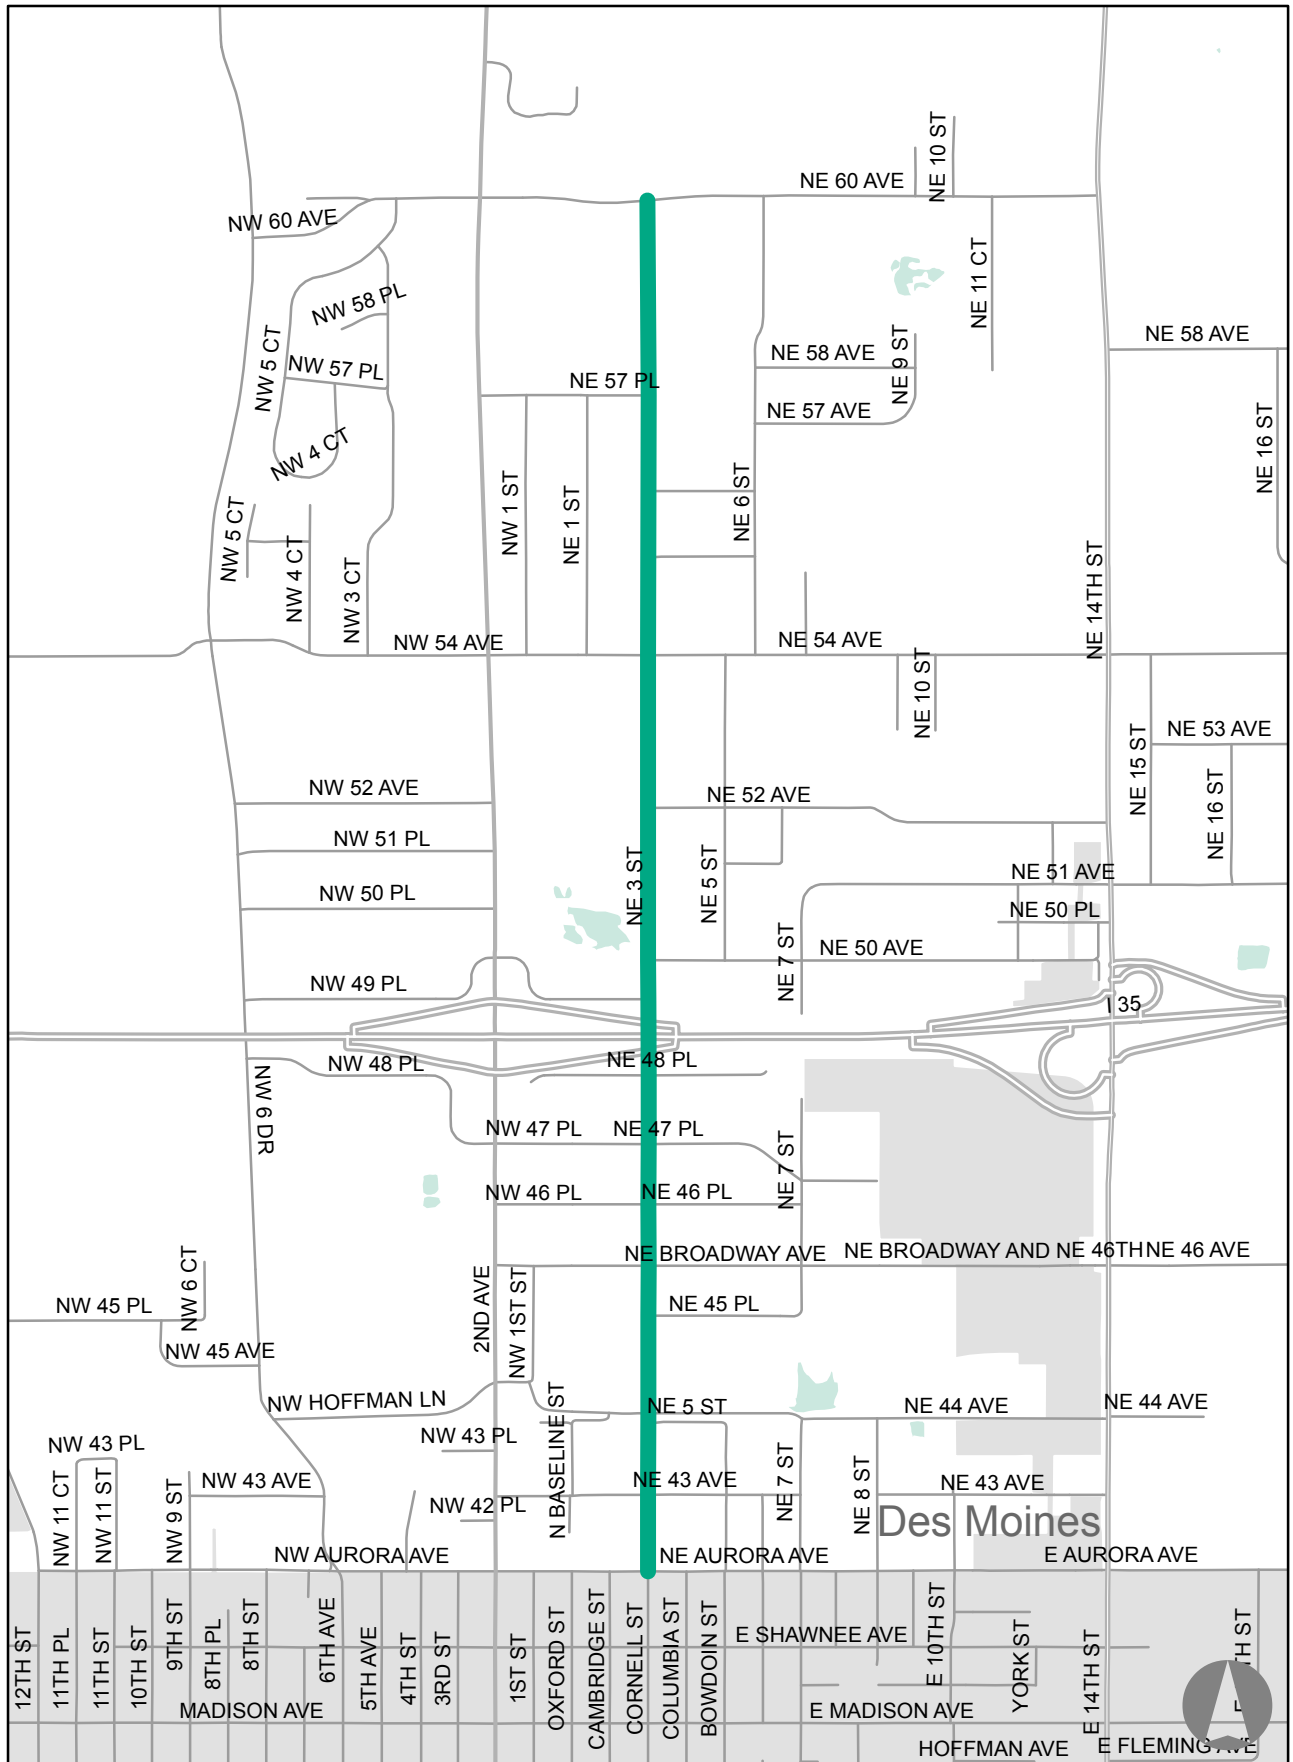 NE 10 ST
NE 60 AVE
NW 60 AVE
NE 11 CT
NW 58 PL
NW 5 CT
NE 58 AVE
NE 58 AVE
NE 9 ST
NW 57 PL
NE 57 PL
NE 57 AVE
NE 16 ST
NW 4 CT
NE 6 ST
NW 1 ST
NE 1 ST
NW 5 CT
NW 4 CT
NW 3 CT
NE 14TH ST
NW 54 AVE
NE 54 AVE
NE 10 ST
NE 53 AVE
NE 15 ST
NW 52 AVE
NE 52 AVE
NE 16 ST
NW 51 PL
NE 3 ST
NE 5 ST
NE 51 AVE
NW 50 PL
NE 50 PL
NE 7 ST
NE 50 AVE
NW 49 PL
I 35
NW 48 PL
NE 48 PL
NW 6 DR
NW 47 PL
NE 47 PL
NE 7 ST
NW 46 PL
NE 46 PL
NE BROADWAY AVE
NE BROADWAY AND NE 46TH
NE 46 AVE
NW 6 CT
2ND AVE
NW 1ST ST
NW 45 PL
NE 45 PL
NW 45 AVE
NW HOFFMAN LN
N BASELINE ST
NE 5 ST
NE 44 AVE
NE 44 AVE
NW 43 PL
NW 43 PL
NW 11 CT
NW 11 ST
NW 9 ST
NW 43 AVE
NE 43 AVE
NE 7 ST
NE 8 ST
NE 43 AVE
NW 42 PL
Des Moines
NW AURORA AVE
NE AURORA AVE
E AURORA AVE
12TH ST
11TH PL
11TH ST
10TH ST
9TH ST
8TH PL
8TH ST
6TH AVE
5TH AVE
4TH ST
3RD ST
1ST ST
OXFORD ST
CAMBRIDGE ST
CORNELL ST
COLUMBIA ST
BOWDOIN ST
E SHAWNEE AVE
E 10TH ST
YORK ST
E 14TH ST
MADISON AVE
E MADISON AVE
HOFFMAN AVE
E FLEMING AVE